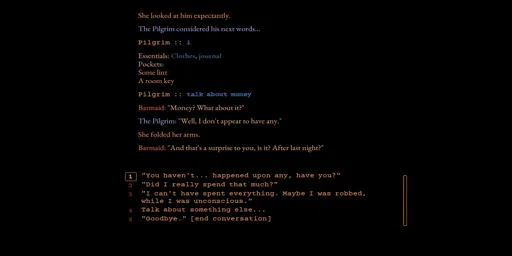 She looked at him expectantly.
The Pilgrim considered his next words...
Pilgrim :: i
Essentials: Clothes, journal
Pockets:
Some lint
A room key
Pilgrim :: talk about money
Barmaid: "Money? What about it?"
The Pilgrim: "Well, I don't appear to have any."
She folded her arms.
Barmaid: "And that's a surprise to you, is it? After last night?"
1 "You haven't... happened upon any, have you?"
2 "Did I really spend that much?"
3 "I can't have spent everything. Maybe I was robbed,
while I was unconscious."
4 Talk about something else...
"Goodbye." [end conversation]